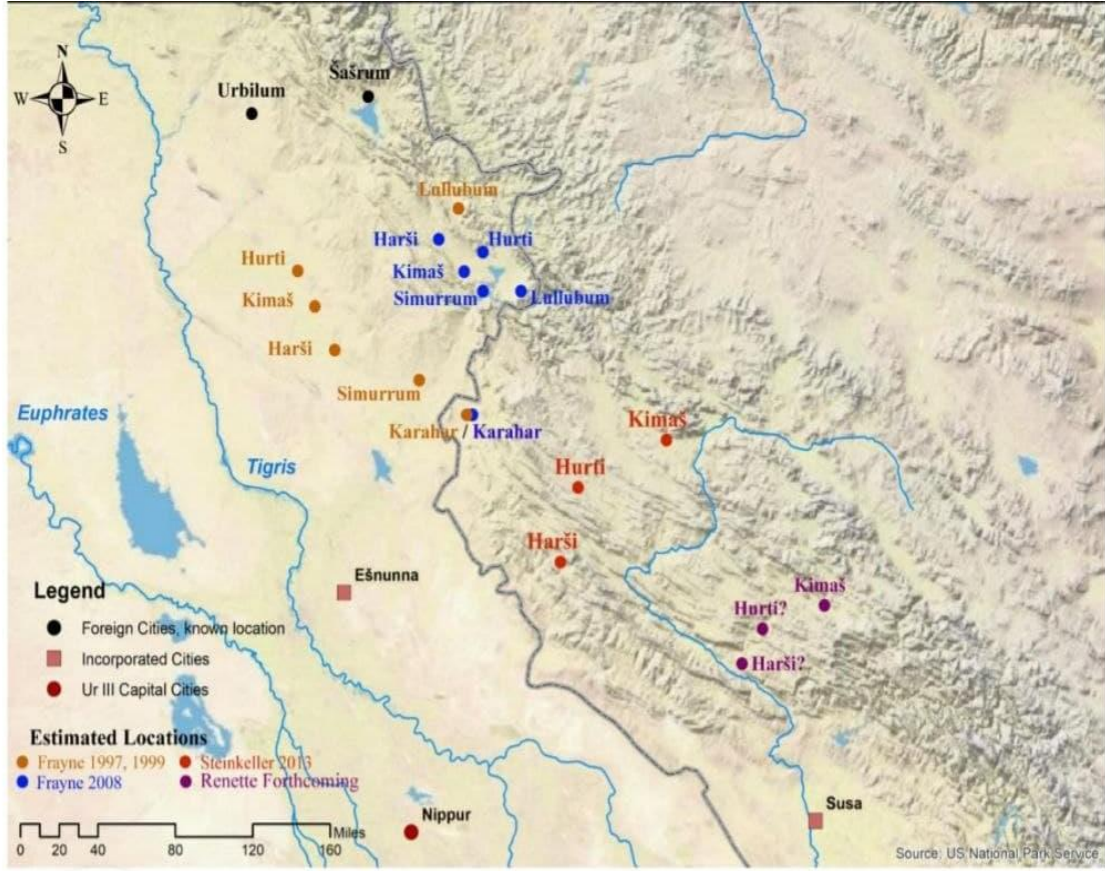 N
W E
S
Urbilum
Šašrum
Lullubum
Harši
Hurti
Hurti
Kimaš
Kimaš
Simurrum
Lullubum
Harši
Simurrum
Karahar / Karahar
Euphrates
Tigris
Kimaš
Hurti
Harši
Ešnunna
Kimaš
Hurti?
Harši?
Legend
Foreign Cities, known location
Incorporated Cities
Ur III Capital Cities
Estimated Locations
Frayne 1997, 1999
Steinkeller 2013
Frayne 2008
Renette Forthcoming
Nippur
Susa
Miles
0 20 40 80 120 160
Source: US National Park Service